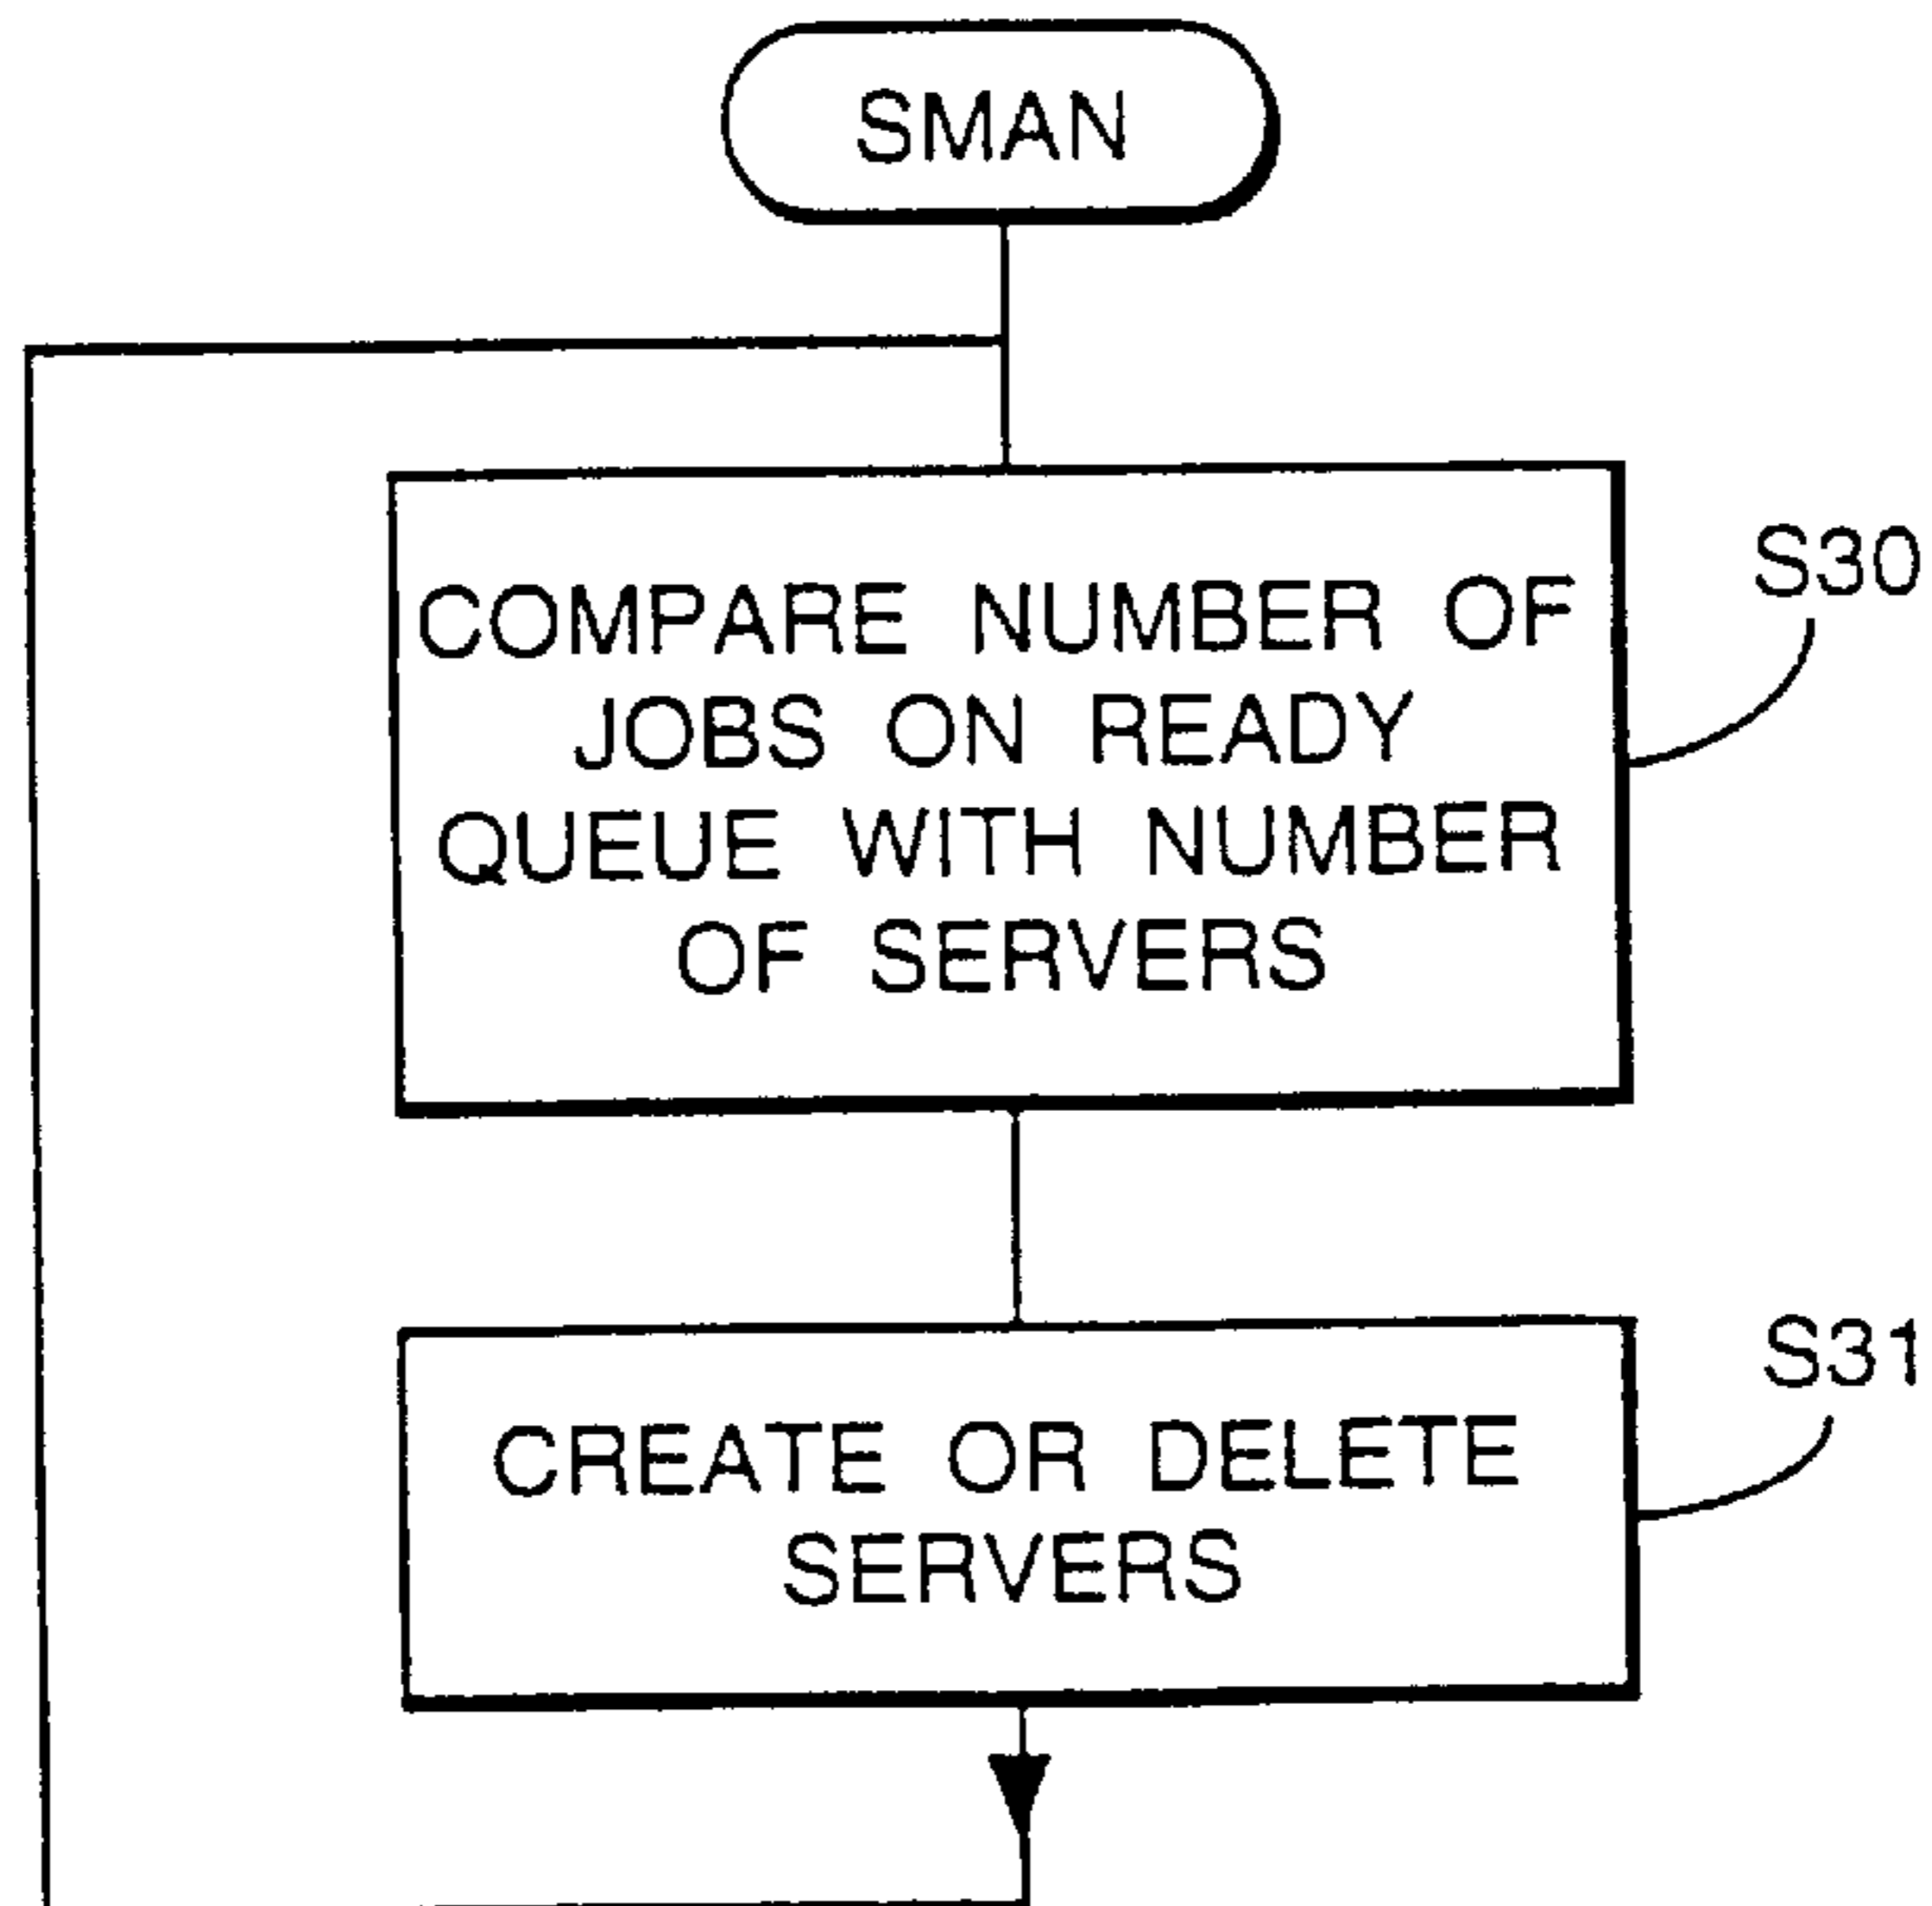 SMAN
COMPARE NUMBER OF
JOBS ON READY
QUEUE WITH NUMBER
OF SERVERS
S30
CREATE OR DELETE
SERVERS
S31